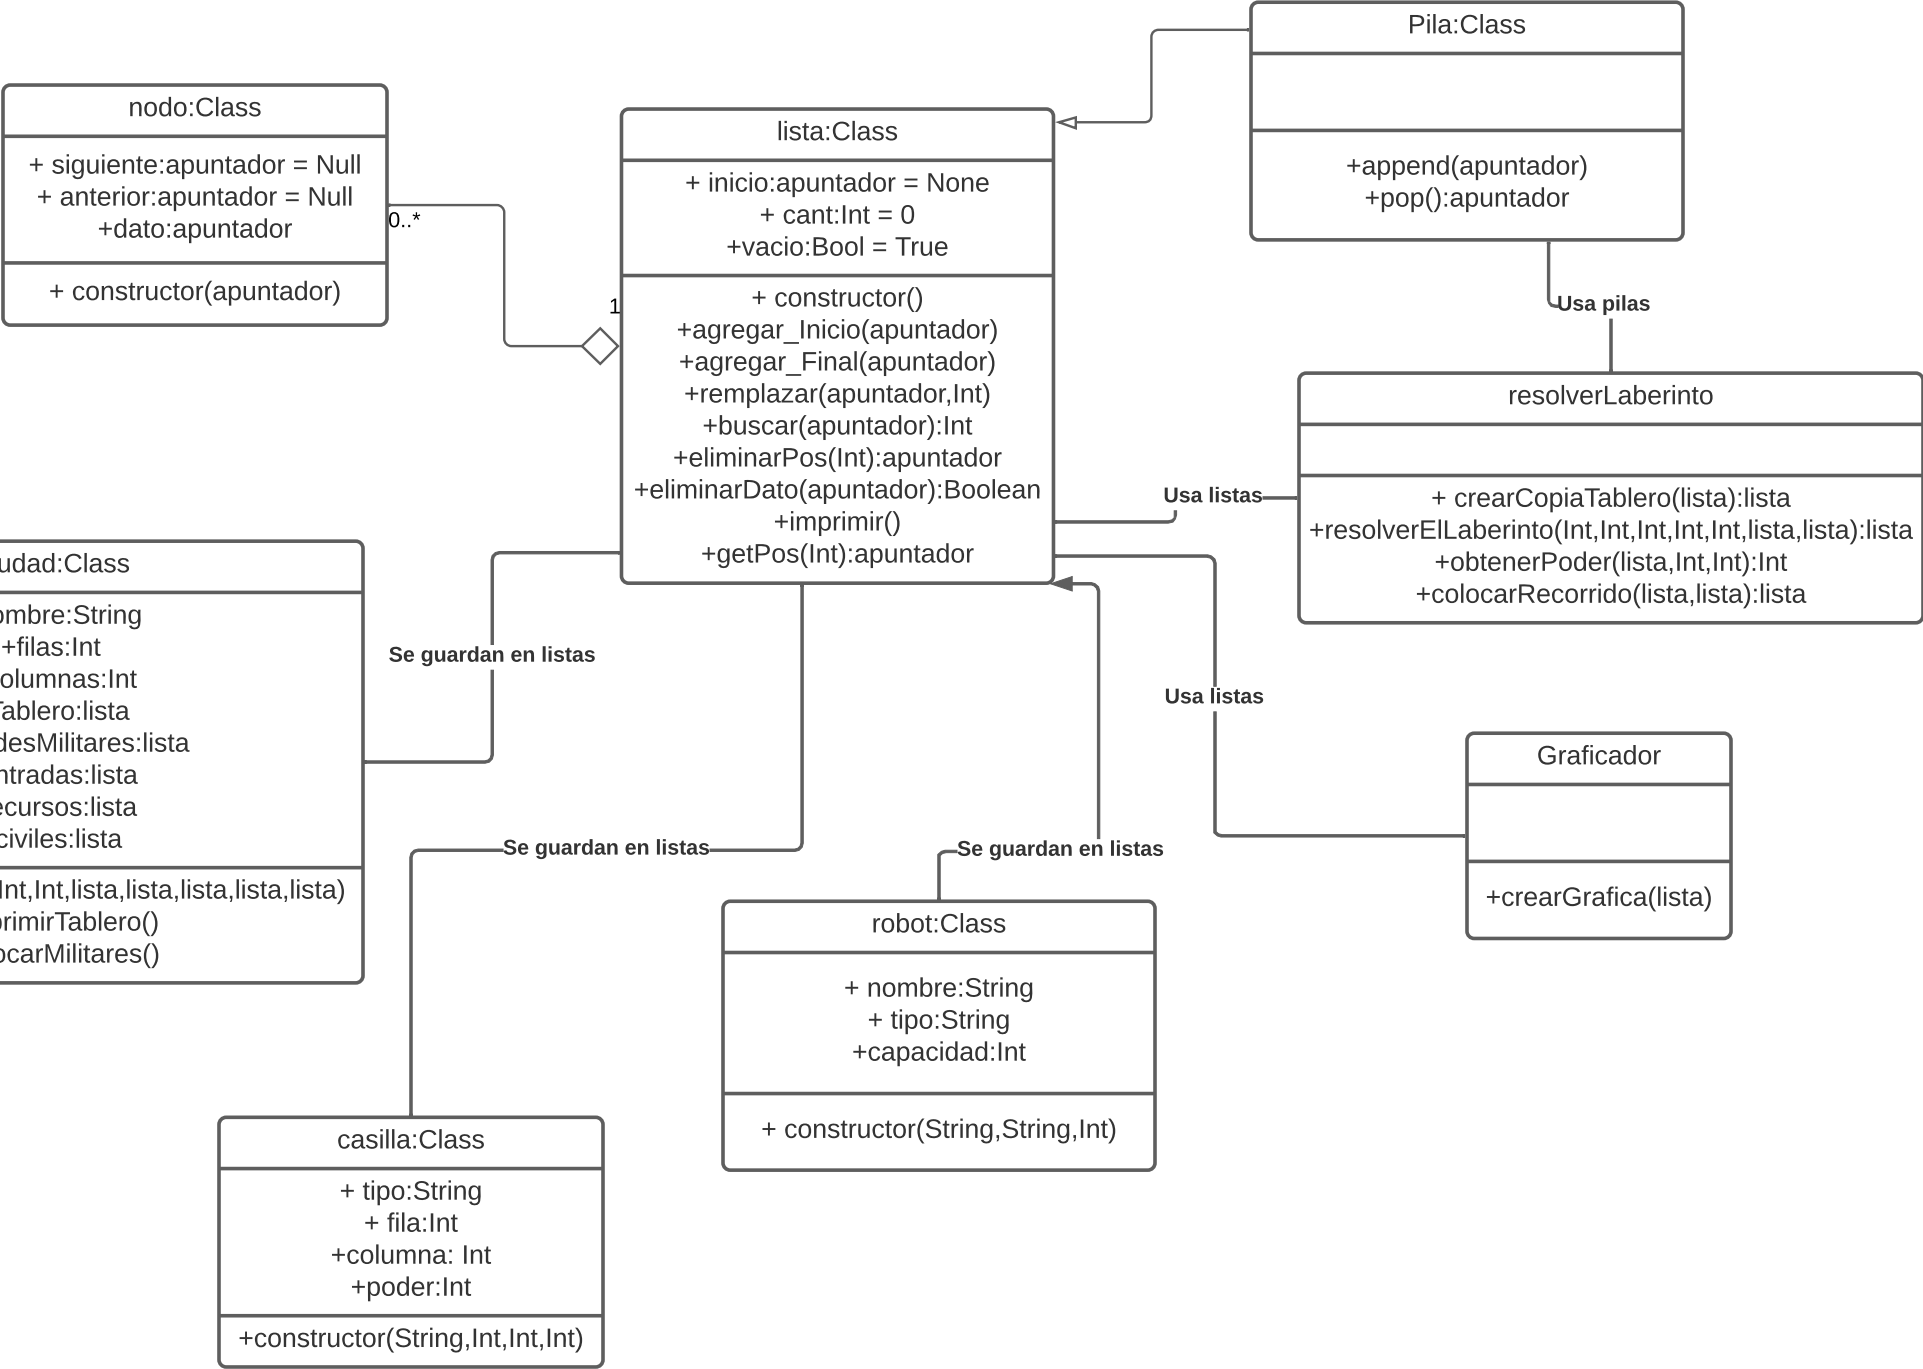 Pila:Class
+append(apuntador)
+pop():apuntador
nodo:Class
+ siguiente:apuntador = Null
+ anterior:apuntador = Null
+dato:apuntador
+ constructor(apuntador)
0..*
1
lista:Class
+ inicio:apuntador = None
+ cant:Int = 0
+vacio:Bool = True
+ constructor()
+agregar_Inicio(apuntador)
+agregar_Final(apuntador)
+remplazar(apuntador,Int)
+buscar(apuntador):Int
+eliminarPos(Int):apuntador
+eliminarDato(apuntador):Boolean
+imprimir()
+getPos(Int):apuntador
Usa pilas
resolverLaberinto
+ crearCopiaTablero(lista):lista
+resolverElLaberinto(Int,Int,Int,Int,Int,lista,lista):lista
+obtenerPoder(lista,Int,Int):Int
+colocarRecorrido(lista,lista):lista
Usa listas
udad:Class
ombre:String
+filas:Int
olumnas:Int
Tablero:lista
desMilitares:lista
ntradas:lista
ecursos:lista
civiles:lista
Int,Int,lista,lista,lista,lista,lista)
primirTablero()
ocarMilitares()
Se guardan en listas
Usa listas
Graficador
+crearGrafica(lista)
Se guardan en listas
Se guardan en listas
robot:Class
+ nombre:String
+ tipo:String
+capacidad:Int
+ constructor(String,String,Int)
casilla:Class
+ tipo:String
+ fila:Int
+columna: Int
+poder:Int
+constructor(String,Int,Int,Int)